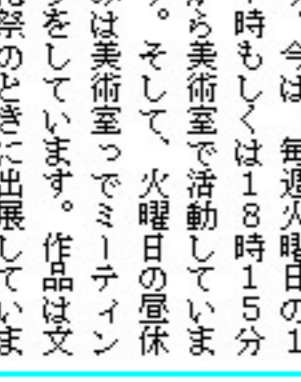 。今は、毎週火曜日の1
時もしくは18時15分
から美術室で活動していま
。そして、火曜日の昼休
みは美術室っでミーティン
をしています。作品は文
祭のときに出展していま